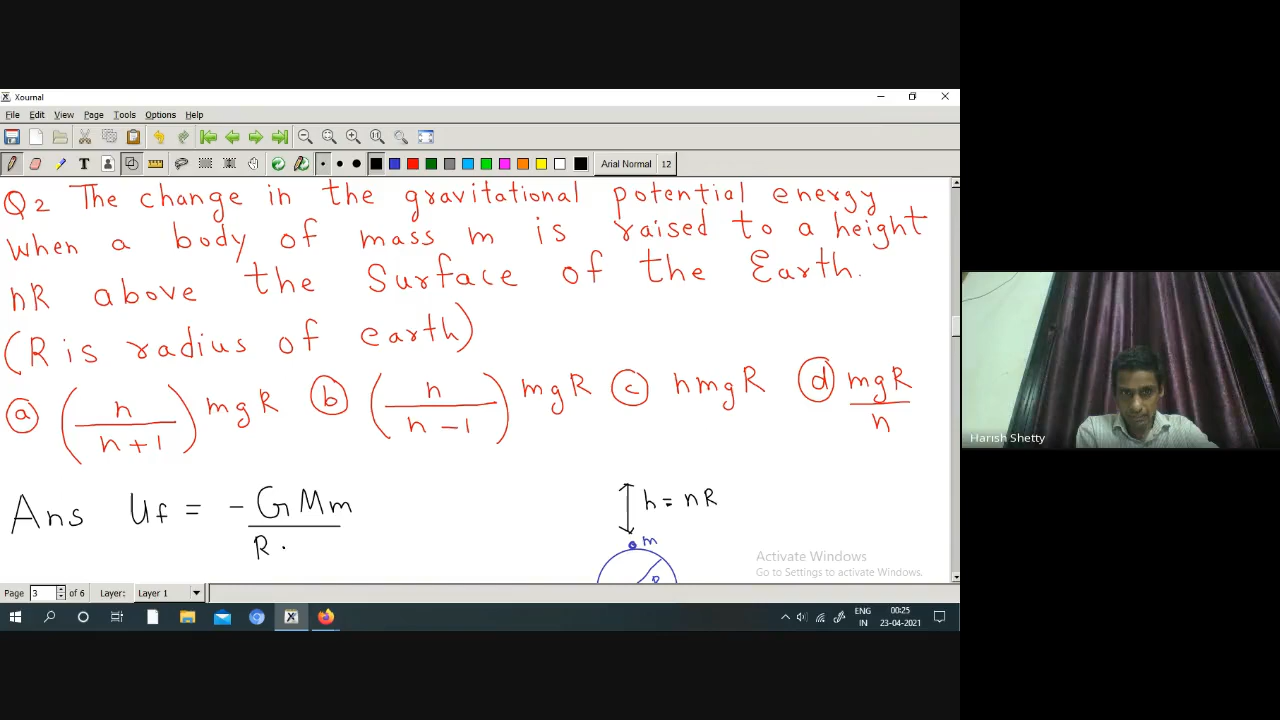 Xournal
File Edit View Page Tools Options Help
T
Arial Normal 12
Q2 The change in the gravitational potential energy
when a body of mass m is raised to a height
nR above the Surface of the Earth.
(R is radius of earth)
a (n/n+1) mgR b (n/n-1) mgR c nmgR d mgR/n
Ans Uf = -GMm/R
h = nR
m
R
Activate Windows
Go to Settings to activate Windows.
Page 3 of 6 Layer: Layer 1
ENG 00:25
IN 23-04-2021
Harish Shetty